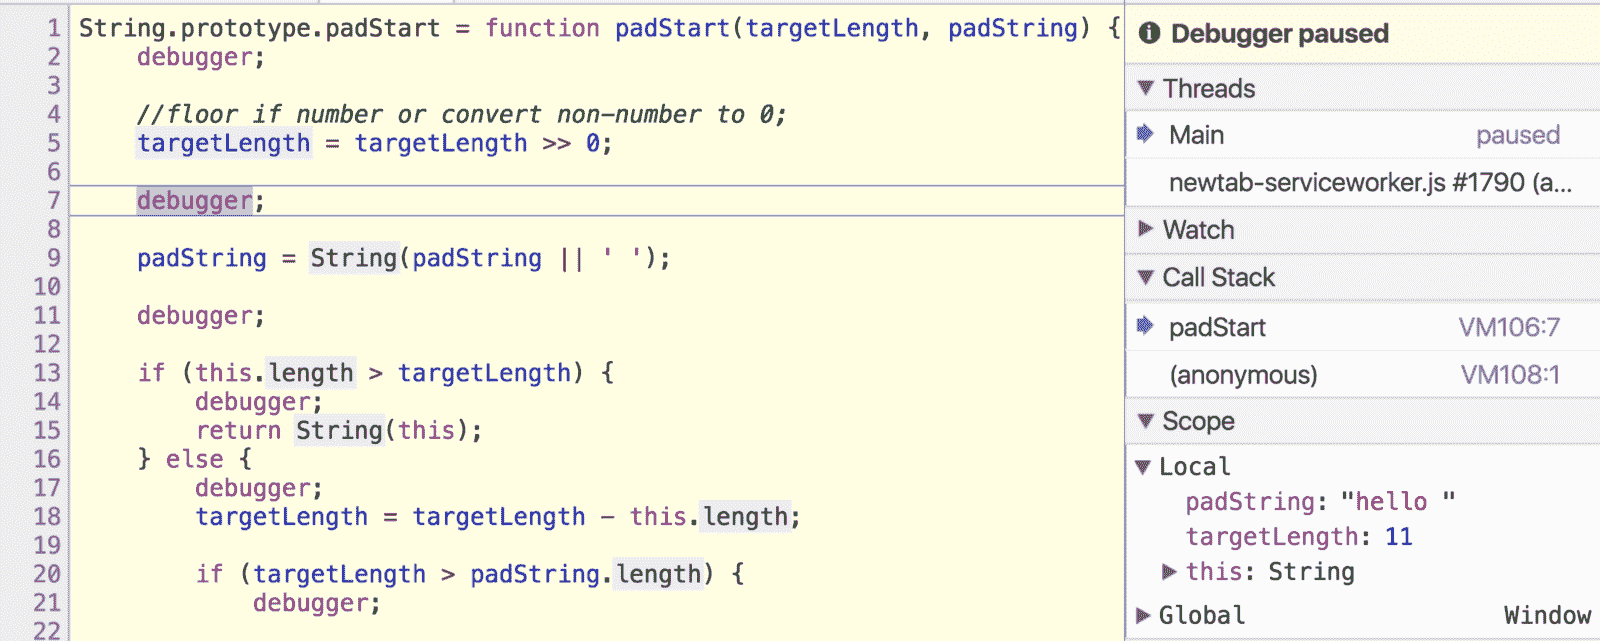 1 String.prototype.padStart = function padStart(targetLength, padString) {
2 debugger;
3
4 //floor if number or convert non-number to 0;
5 targetLength = targetLength >> 0;
6
7 debugger;
8
9 padString = String(padString || ' ');
10
11 debugger;
12
13 if (this.length > targetLength) {
14 debugger;
15 return String(this);
16 } else {
17 debugger;
18 targetLength = targetLength - this.length;
19
20 if (targetLength > padString.length) {
21 debugger;
22
Debugger paused
Threads
Main paused
newtab-serviceworker.js #1790 (a...
Watch
Call Stack
padStart VM106:7
(anonymous) VM108:1
Scope
Local
padString: "hello "
targetLength: 11
this: String
Global Window